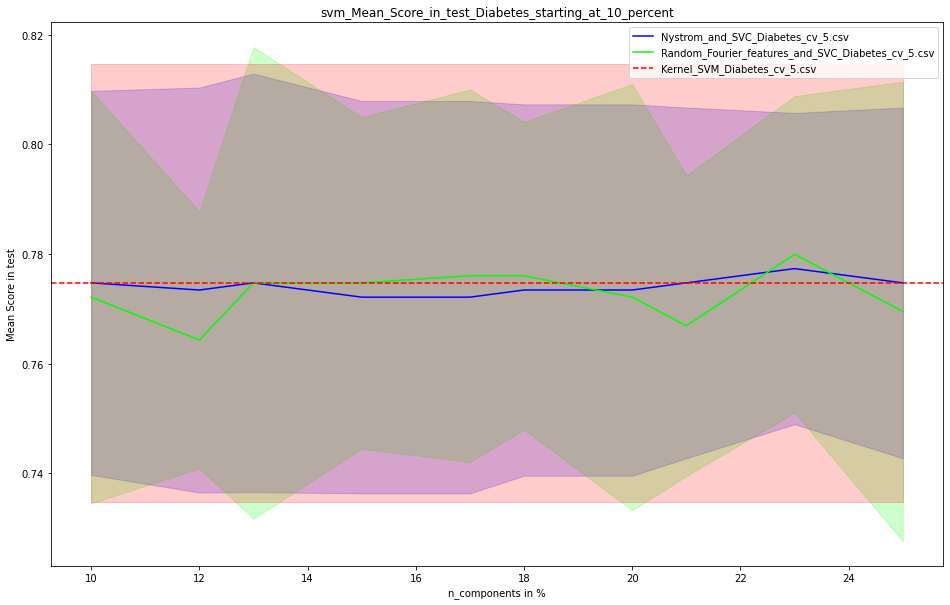 svm_Mean_Score_in_test_Diabetes_starting_at_10_percent
Nystrom_and_SVC_Diabetes_cv_5.csv
Random_Fourier_features_and_SVC_Diabetes_cv_5.csv
Kernel_SVM_Diabetes_cv_5.csv
Mean Score in test
0.82
0.80
0.78
0.76
0.74
10 12 14 16 18 20 22 24
n_components in %